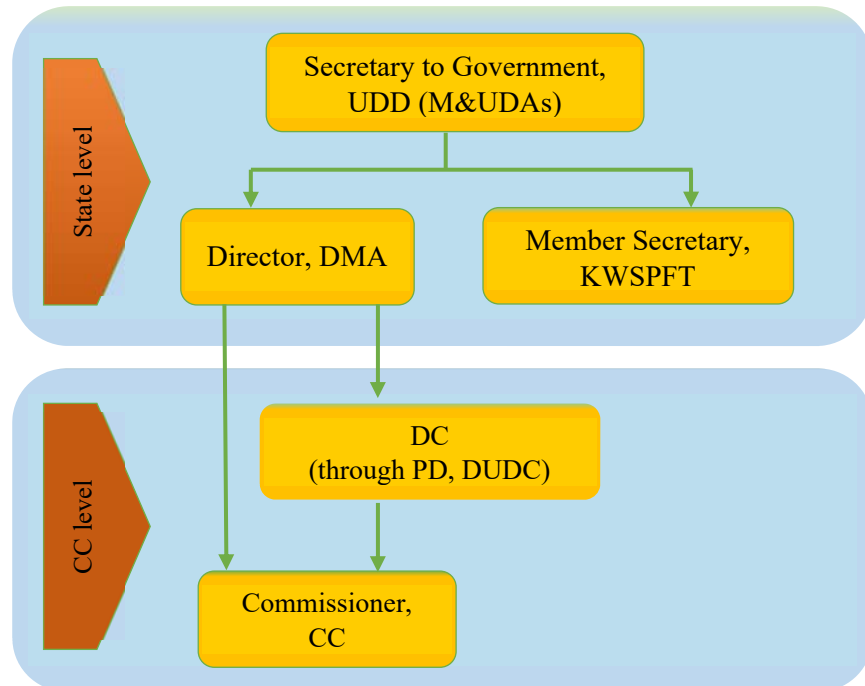 State level
Secretary to Government,
UDD (M&UDAs)
Director, DMA
Member Secretary,
KWSPFT
CC level
DC
(through PD, DUDC)
Commissioner,
CC